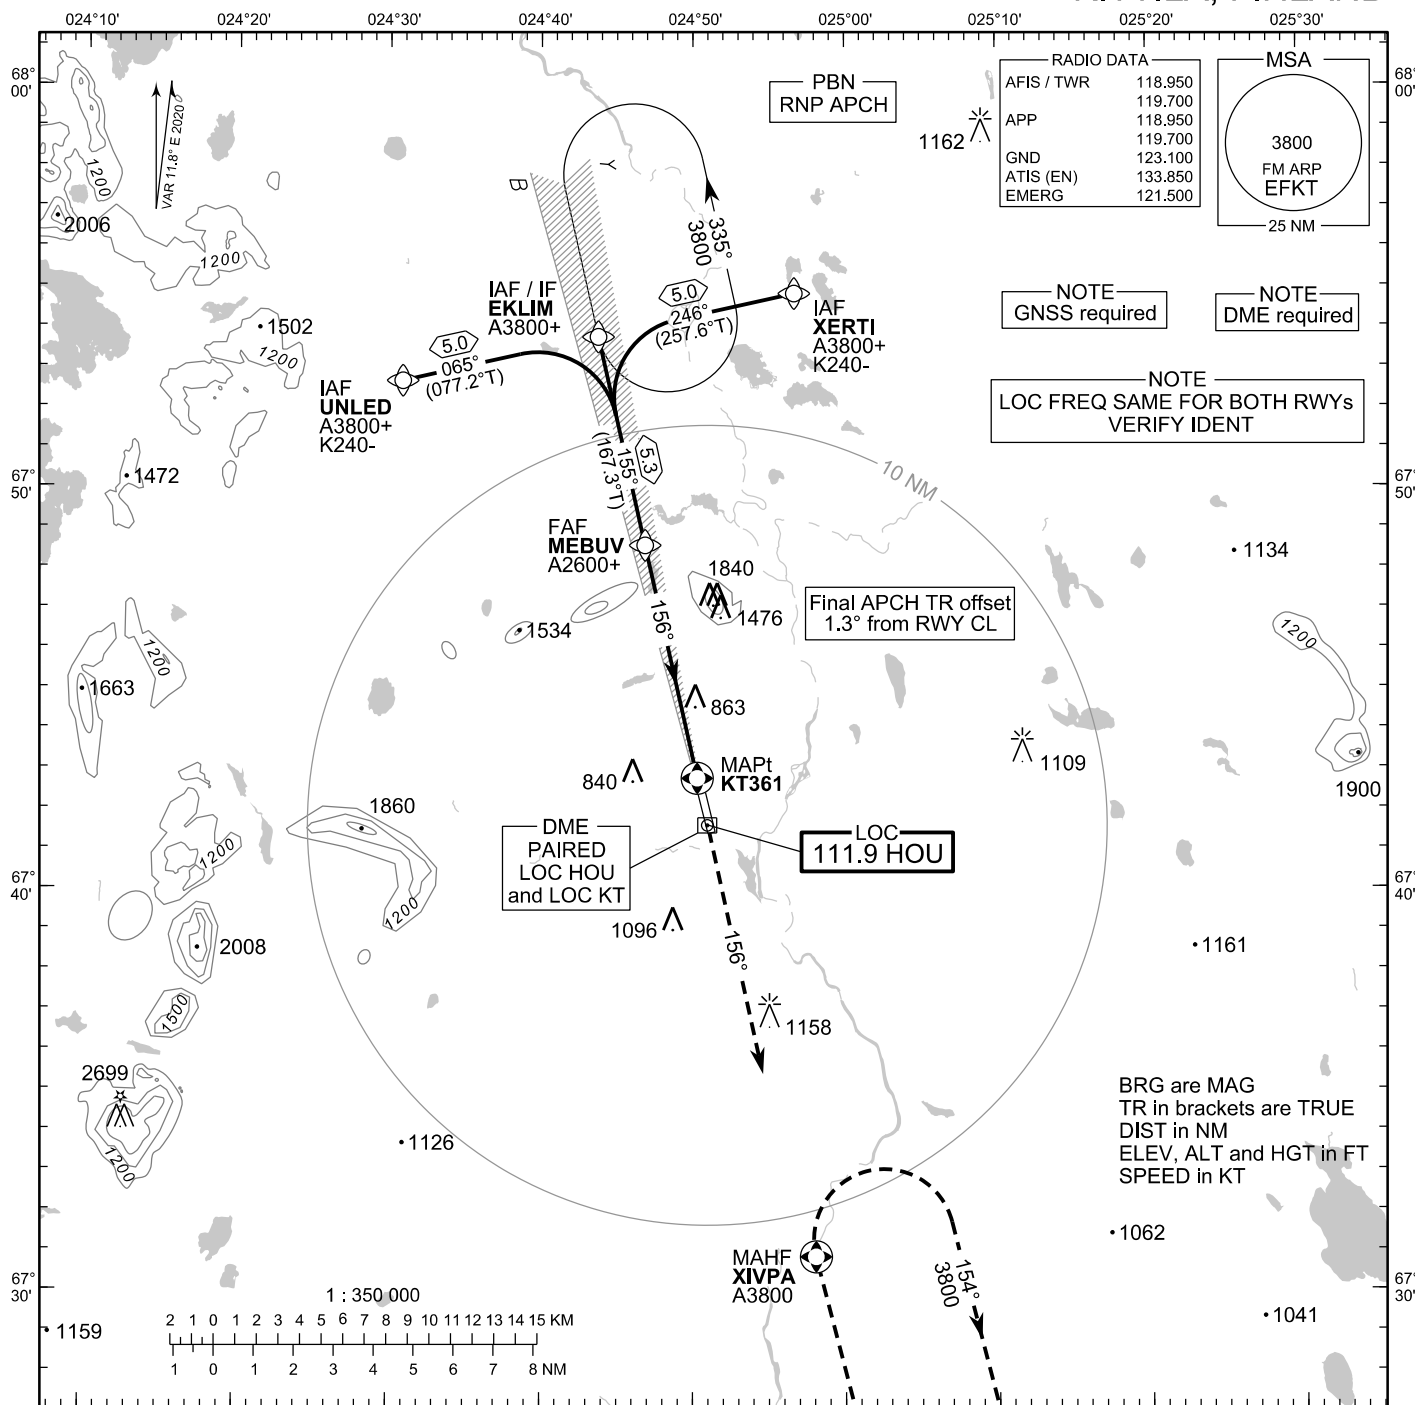 024°10'
024°20'
024°30'
024°40'
024°50'
025°00'
025°10'
025°20'
025°30'
68°
00'
68°
00'
VAR 11.8° E 2020
PBN
RNP APCH
RADIO DATA
AFIS / TWR 118.950
119.700
APP 118.950
119.700
GND 123.100
ATIS (EN) 133.850
EMERG 121.500
MSA
3800
FM ARP
EFKT
25 NM
1162
1200
2006
1200
B
Y
335°
3800
IAF / IF
EKLIM
A3800+
5.0
246°
(257.6°T)
IAF
XERTI
A3800+
K240-
NOTE
GNSS required
NOTE
DME required
1502
1200
5.0
065°
(077.2°T)
IAF
UNLED
A3800+
K240-
NOTE
LOC FREQ SAME FOR BOTH RWYs
VERIFY IDENT
5.3
155°
(167.3°T)
10 NM
67°
50'
67°
50'
1472
FAF
MEBUV
A2600+
1134
1840
1476
Final APCH TR offset
1.3° from RWY CL
156°
1534
1200
1200
1663
863
840
MAPt
KT361
1109
1900
1860
1200
DME
PAIRED
LOC HOU
and LOC KT
LOC
111.9 HOU
67°
40'
67°
40'
1200
1096
156°
2008
1161
1500
1158
2699
1200
1126
BRG are MAG
TR in brackets are TRUE
DIST in NM
ELEV, ALT and HGT in FT
SPEED in KT
1062
MAHF
XIVPA
A3800
154°
3800
67°
30'
67°
30'
1041
1159
1 : 350 000
2 1 0 1 2 3 4 5 6 7 8 9 10 11 12 13 14 15 KM
1 0 1 2 3 4 5 6 7 8 NM